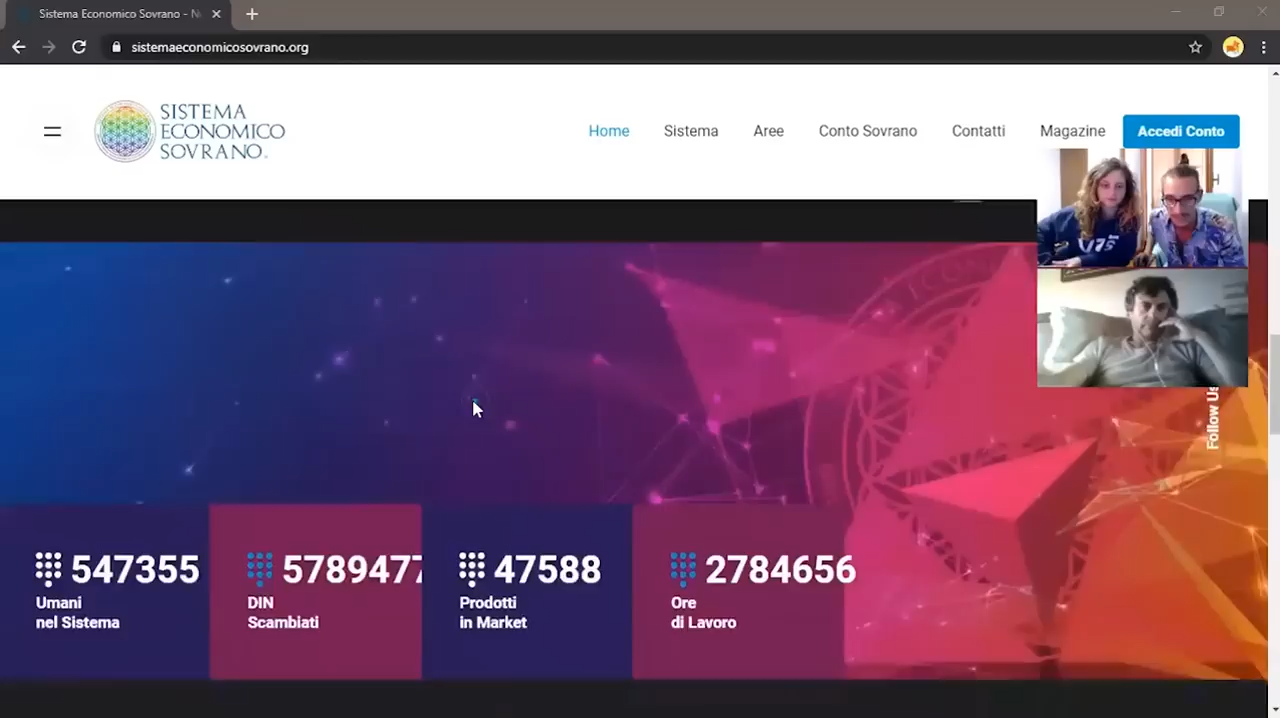 Sistema Economico Sovrano - N
sistemaeconomicosovrano.org
SISTEMA
ECONOMICO
SOVRANO
Home
Sistema
Aree
Conto Sovrano
Contatti
Magazine
Accedi Conto
Follow Us
547355
Umani
nel Sistema
5789477
DIN
Scambiati
47588
Prodotti
in Market
2784656
Ore
di Lavoro